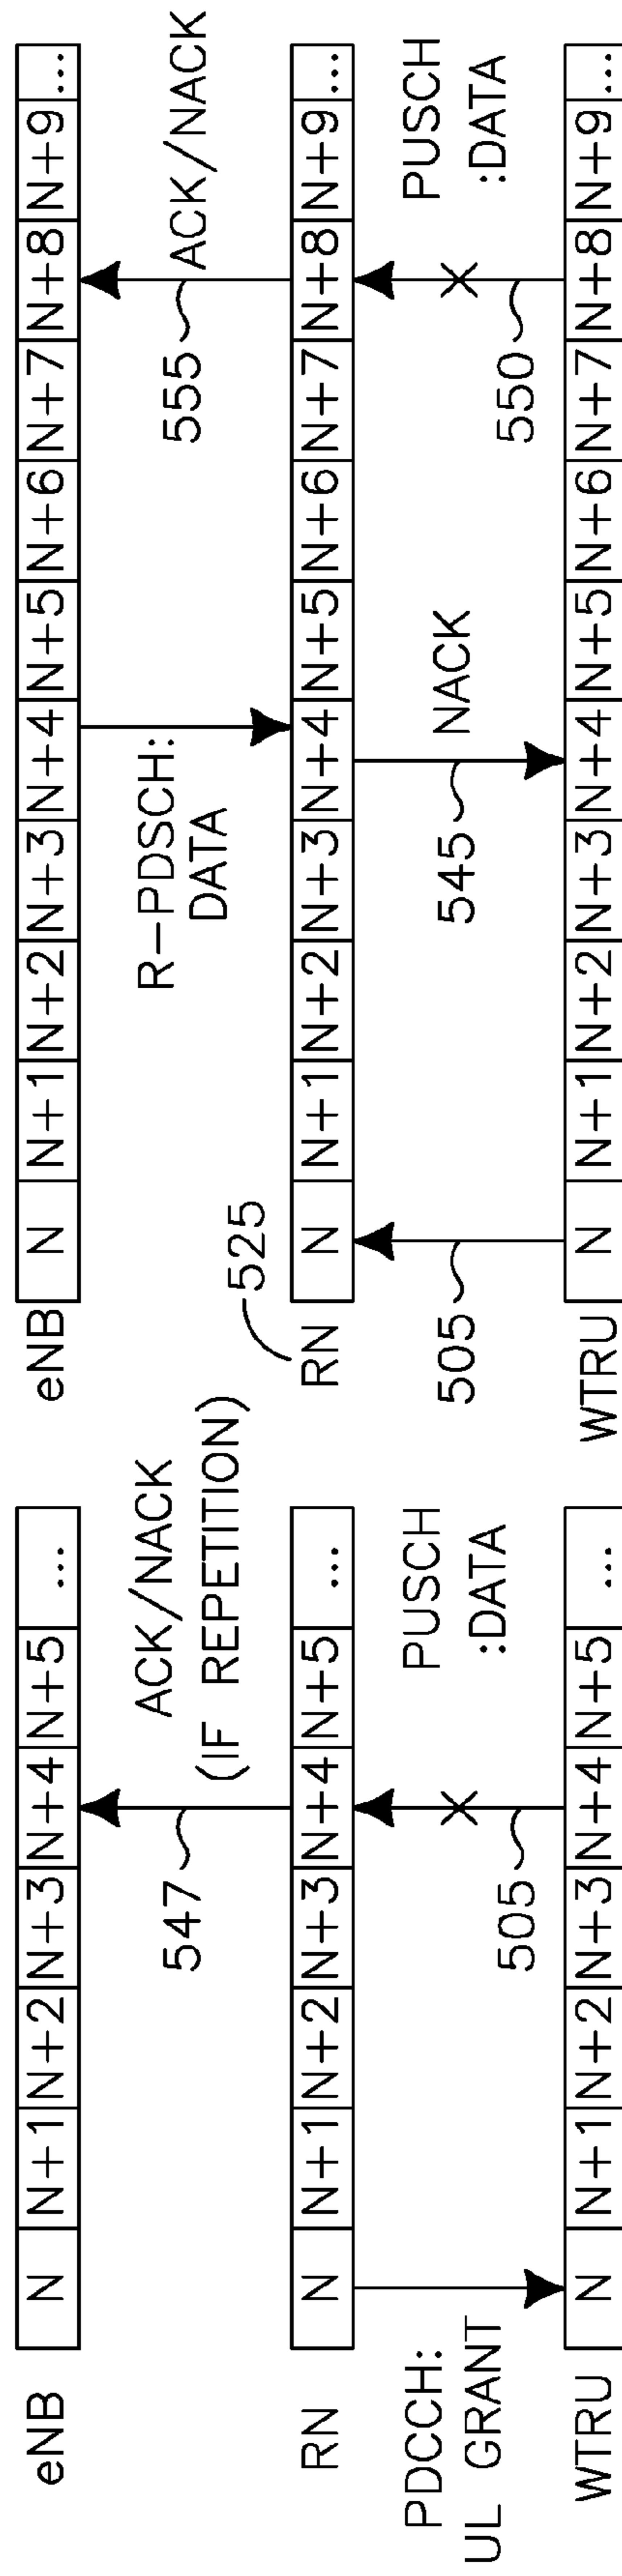 eNB N N+1 N+2 N+3 N+4 N+5 ...
547 ACK/NACK
(IF REPETITION)
RN N N+1 N+2 N+3 N+4 N+5 ...
PDCCH:
UL GRANT
505
PUSCH
:DATA
WTRU N N+1 N+2 N+3 N+4 N+5 ...
eNB N N+1 N+2 N+3 N+4 N+5 N+6 N+7 N+8 N+9 ...
R-PDSCH:
DATA
555
ACK/NACK
525
RN N N+1 N+2 N+3 N+4 N+5 N+6 N+7 N+8 N+9 ...
505
545
NACK
550
PUSCH
:DATA
WTRU N N+1 N+2 N+3 N+4 N+5 N+6 N+7 N+8 N+9 ...